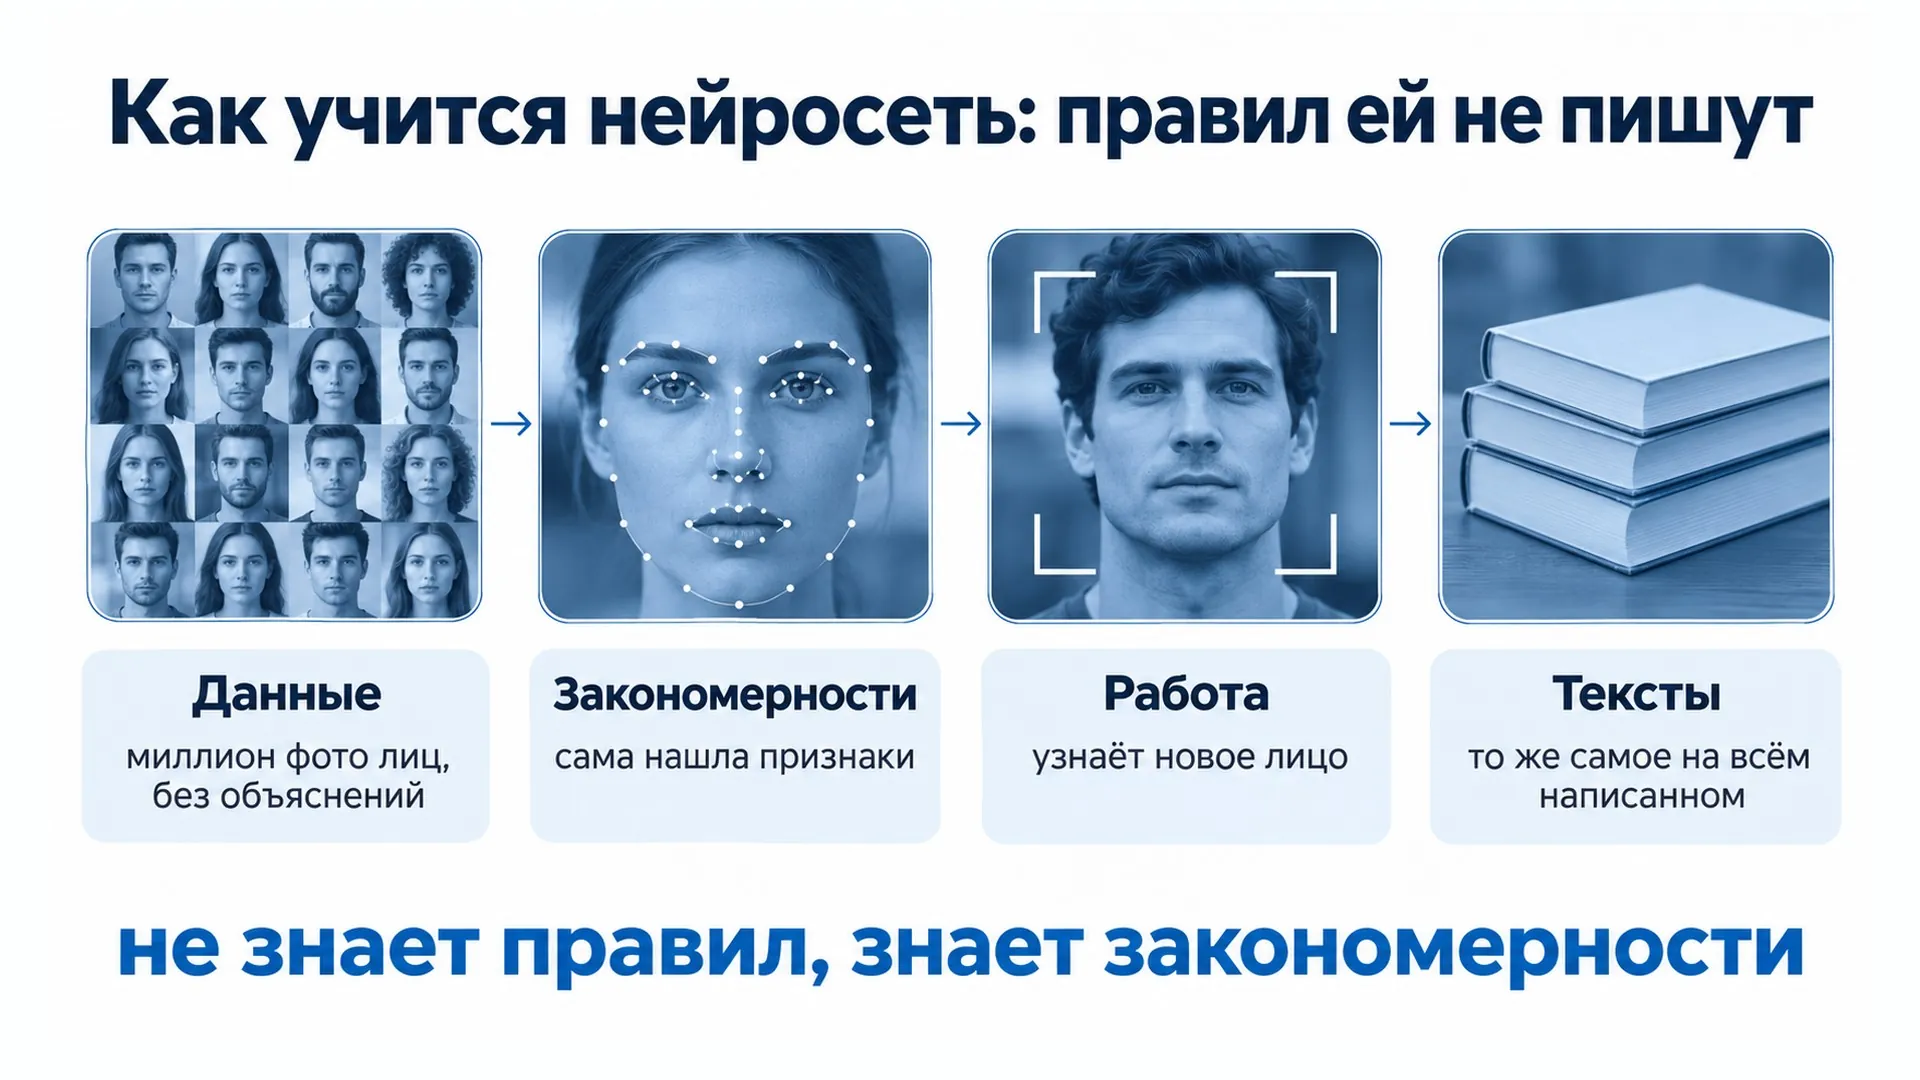 Как учится нейросеть: правил ей не пишут
Данные
миллион фото лиц,
без объяснений
Закономерности
сама нашла признаки
Работа
узнаёт новое лицо
Тексты
то же самое на всём
написанном
не знает правил, знает закономерности